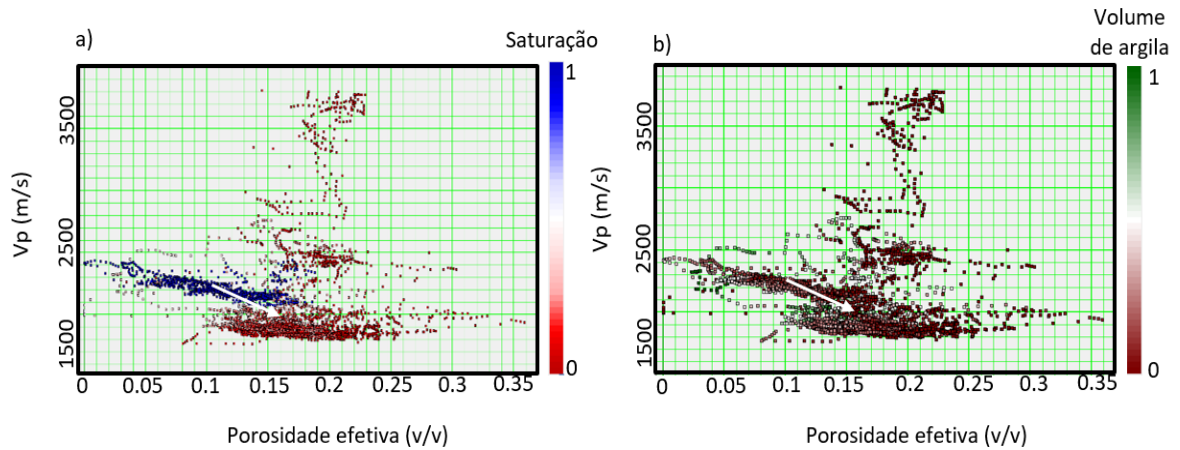 a)
Saturação
1
0
Vp (m/s)
3500
2500
1500
0 0.05 0.1 0.15 0.2 0.25 0.3 0.35
Porosidade efetiva (v/v)
b)
Volume
de argila
1
0
Vp (m/s)
3500
2500
1500
0 0.05 0.1 0.15 0.2 0.25 0.3 0.35
Porosidade efetiva (v/v)